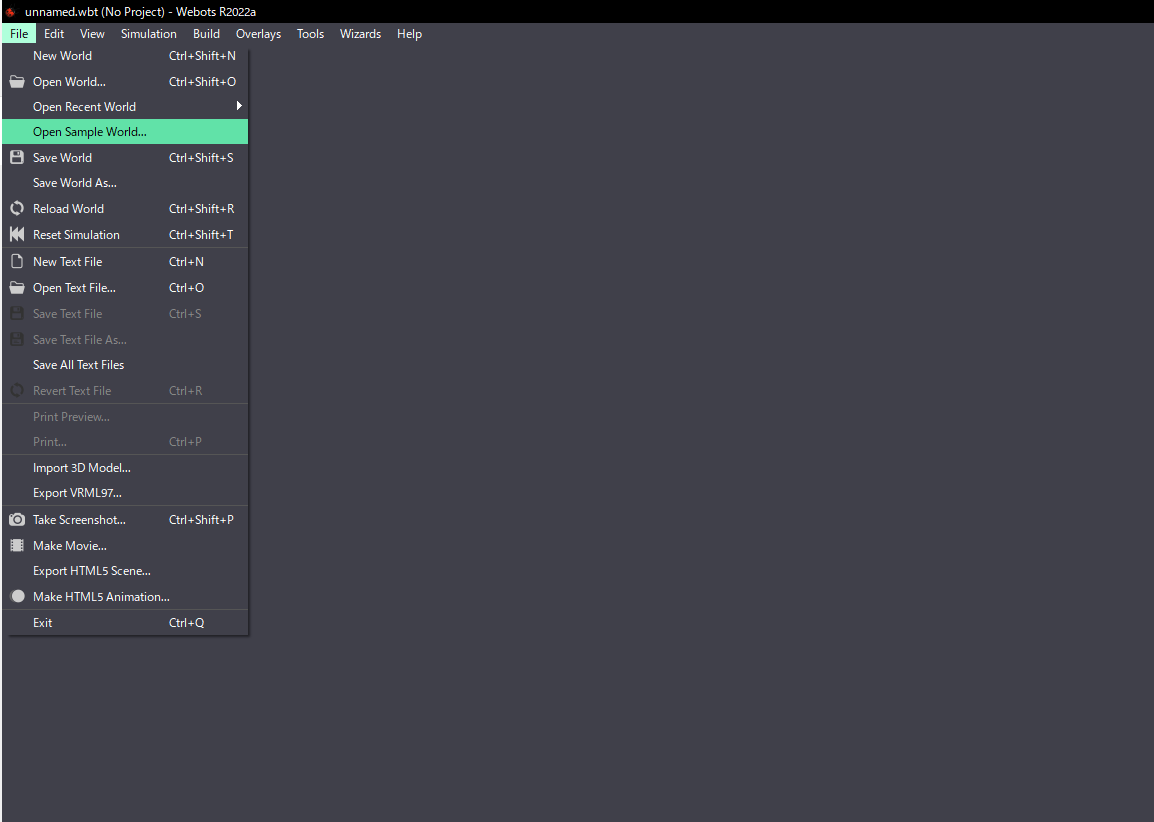 unnamed.wbt (No Project) - Webots R2022a
File Edit View Simulation Build Overlays Tools Wizards Help
New World Ctrl+Shift+N
Open World... Ctrl+Shift+O
Open Recent World
Open Sample World...
Save World Ctrl+Shift+S
Save World As...
Reload World Ctrl+Shift+R
Reset Simulation Ctrl+Shift+T
New Text File Ctrl+N
Open Text File... Ctrl+O
Save Text File Ctrl+S
Save Text File As...
Save All Text Files
Revert Text File Ctrl+R
Print Preview...
Print... Ctrl+P
Import 3D Model...
Export VRML97...
Take Screenshot... Ctrl+Shift+P
Make Movie...
Export HTML5 Scene...
Make HTML5 Animation...
Exit Ctrl+Q